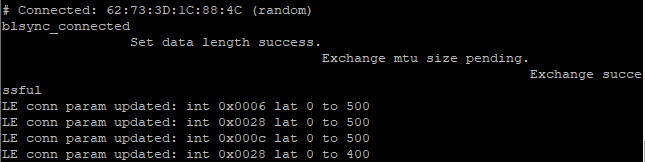 # Connected: 62:73:3D:1C:88:4C (random)
blsync_connected
Set data length success.
Exchange mtu size pending.
Exchange succe
ssful
LE conn param updated: int 0x0006 lat 0 to 500
LE conn param updated: int 0x0028 lat 0 to 500
LE conn param updated: int 0x000c lat 0 to 500
LE conn param updated: int 0x0028 lat 0 to 400